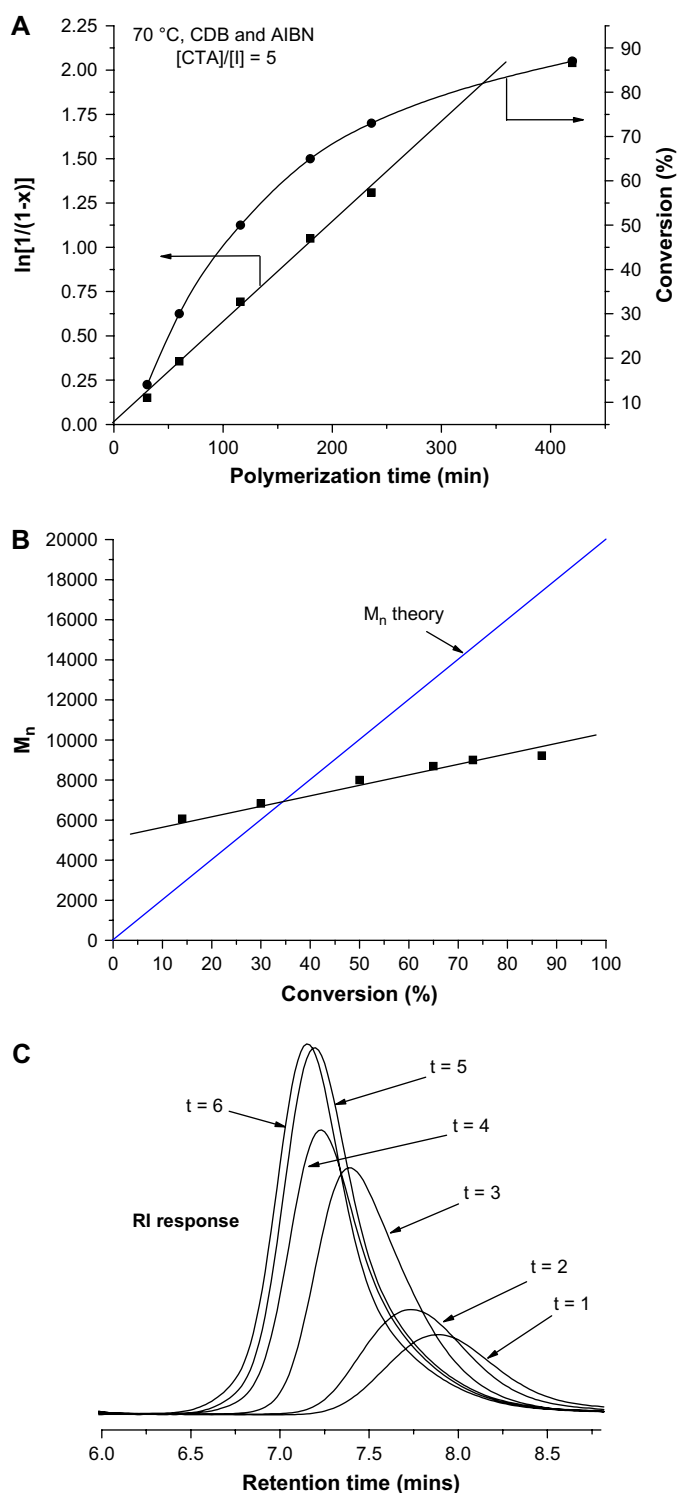 A
70 °C, CDB and AIBN
[CTA]/[I] = 5
2.25
2.00
1.75
1.50
1.25
1.00
0.75
0.50
0.25
0.00
ln[1/(1-x)]
90
80
70
60
50
40
30
20
10
Conversion (%)
0 100 200 300 400
Polymerization time (min)
B
20000
18000
16000
14000
12000
10000
8000
6000
4000
2000
0
Mn
Mn theory
0 10 20 30 40 50 60 70 80 90 100
Conversion (%)
C
t = 5
t = 6
t = 4
t = 3
RI response
t = 2
t = 1
6.0 6.5 7.0 7.5 8.0 8.5
Retention time (mins)